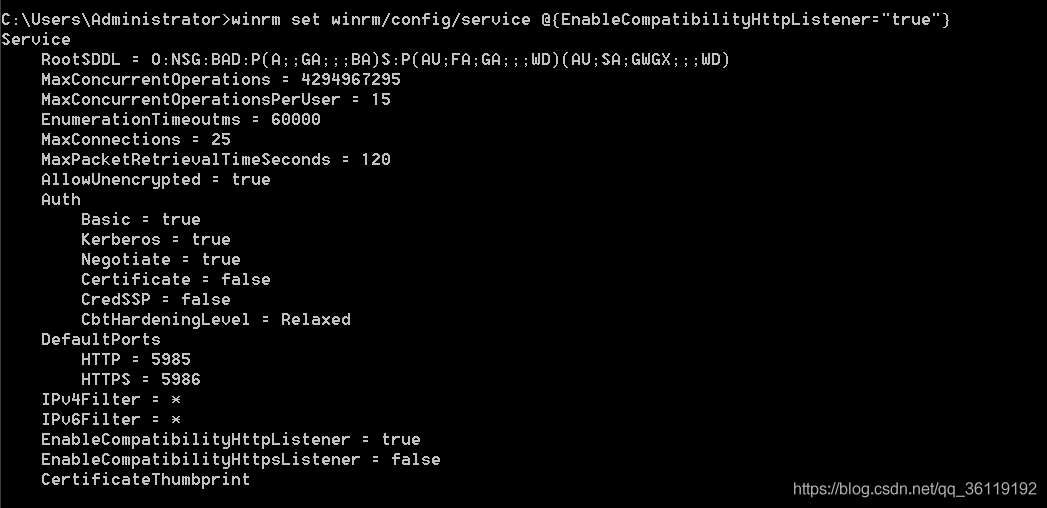 C:\Users\Administrator>winrm set winrm/config/service @{EnableCompatibilityHttpListener="true"}
Service
    RootSDDL = O:NSG:BAD:P(A;;GA;;;BA)S:P(AU;FA;GA;;;WD)(AU;SA;GWGX;;;WD)
    MaxConcurrentOperations = 4294967295
    MaxConcurrentOperationsPerUser = 15
    EnumerationTimeoutms = 60000
    MaxConnections = 25
    MaxPacketRetrievalTimeSeconds = 120
    AllowUnencrypted = true
    Auth
        Basic = true
        Kerberos = true
        Negotiate = true
        Certificate = false
        CredSSP = false
        CbtHardeningLevel = Relaxed
    DefaultPorts
        HTTP = 5985
        HTTPS = 5986
    IPv4Filter = *
    IPv6Filter = *
    EnableCompatibilityHttpListener = true
    EnableCompatibilityHttpsListener = false
    CertificateThumbprint
https://blog.csdn.net/qq_36119192